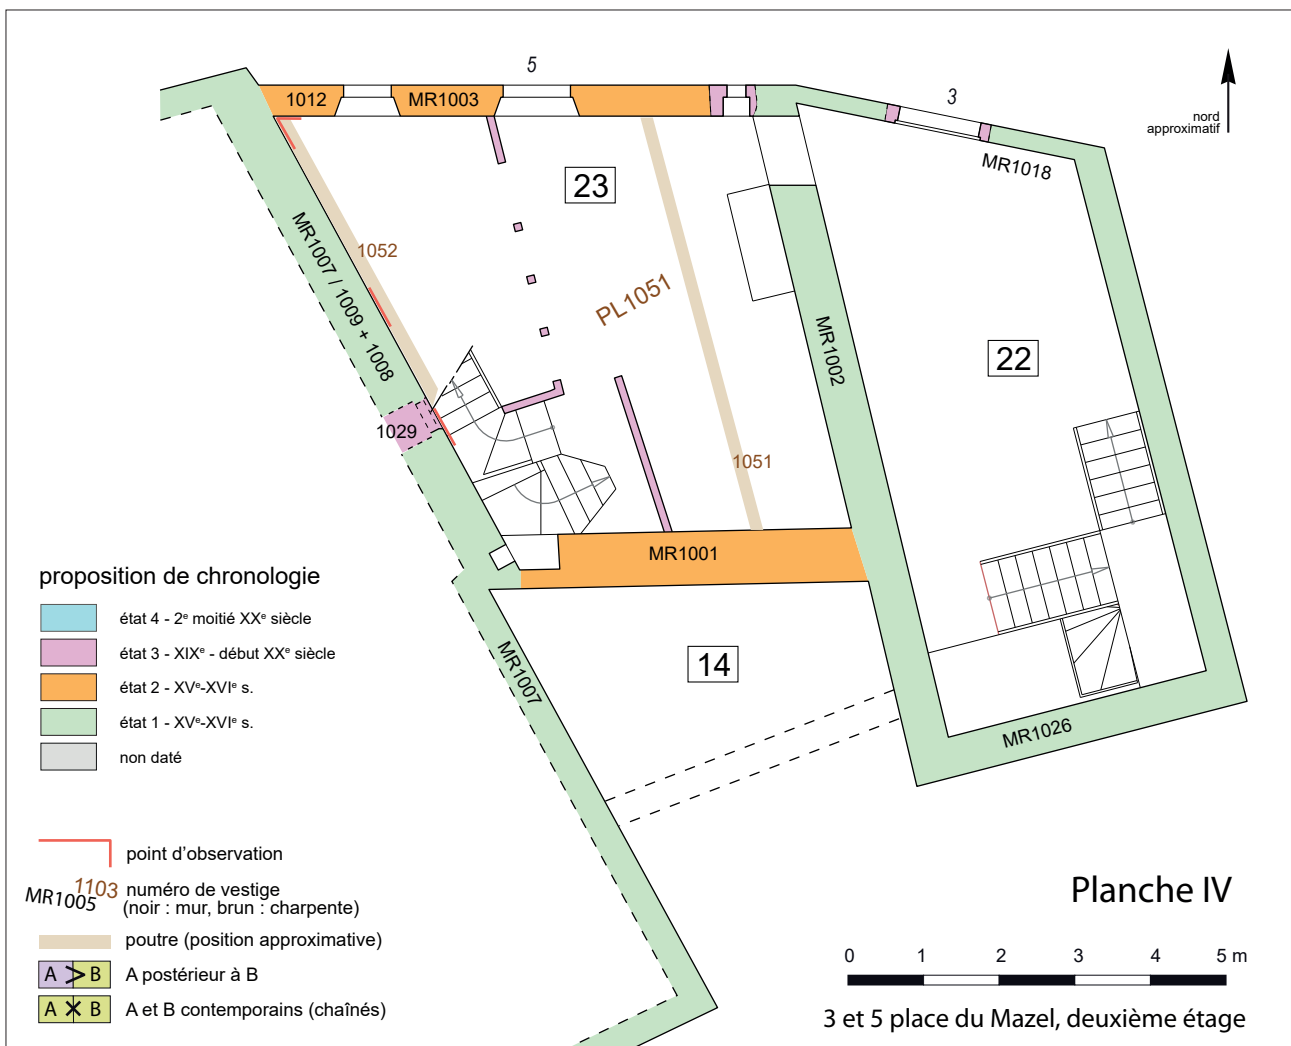 5
3
nord
approximatif
1012
MR1003
MR1018
23
1052
MR1007 / 1009 + 1008
PL1051
MR1002
22
1029
1051
MR1001
14
MR1007
MR1026
proposition de chronologie
état 4 - 2e moitié XXe siècle
état 3 - XIXe - début XXe siècle
état 2 - XVe-XVIe s.
état 1 - XVe-XVIe s.
non daté
point d'observation
MR1005 1103 numéro de vestige
(noir : mur, brun : charpente)
poutre (position approximative)
A > B A postérieur à B
A X B A et B contemporains (chaînés)
Planche IV
0 1 2 3 4 5 m
3 et 5 place du Mazel, deuxième étage